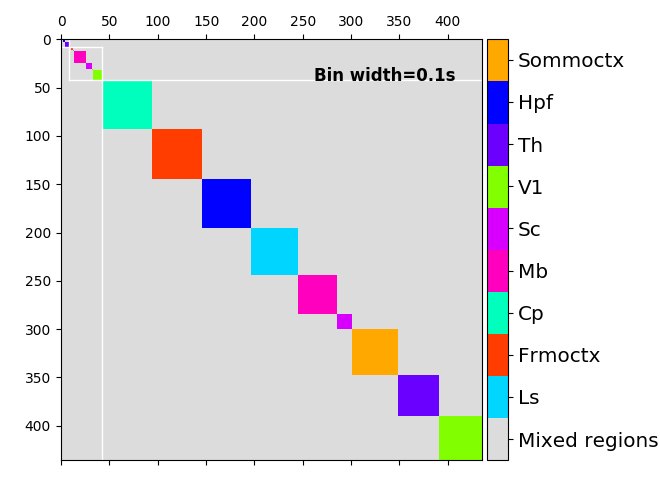 0 50 100 150 200 250 300 350 400
0
50
100
150
200
250
300
350
400
Bin width=0.1s
Sommoctx
Hpf
Th
V1
Sc
Mb
Cp
Frmoctx
Ls
Mixed regions